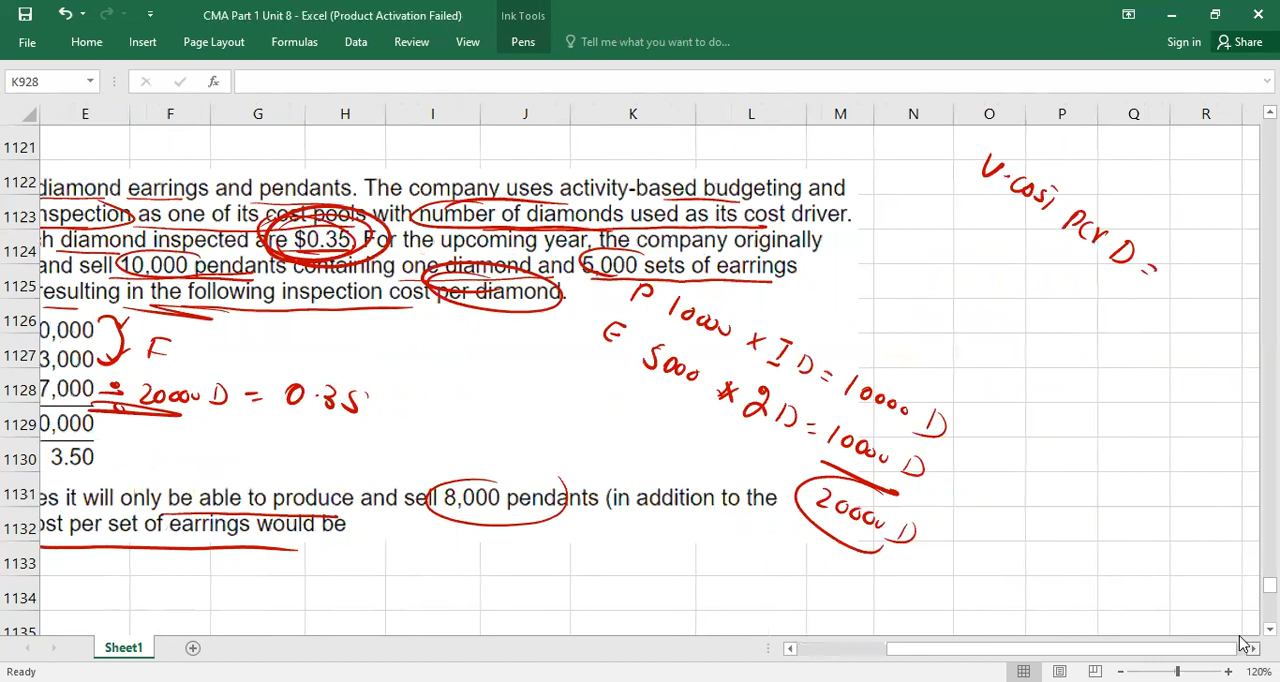 CMA Part 1 Unit 8 - Excel (Product Activation Failed)
Ink Tools
File
Home
Insert
Page Layout
Formulas
Data
Review
View
Pens
Tell me what you want to do...
Sign in
Share
K928
fx
E F G H I J K L M N O P Q R
1121
1122 diamond earrings and pendants. The company uses activity-based budgeting and
1123 nspection as one of its cost pools with number of diamonds used as its cost driver.
1124 h diamond inspected are $0.35. For the upcoming year, the company originally
1125 and sell 10,000 pendants containing one diamond and 5,000 sets of earrings
resulting in the following inspection cost per diamond.
V. cost per D =
P 10000 x 1 D = 10000 D
E 5000 * 2 D = 10000 D
20000 D
1126 0,000
F
1127 3,000
1128 7,000 ÷ 20000 D = 0.35
1129 0,000
1130 3.50
1131 es it will only be able to produce and sell 8,000 pendants (in addition to the
1132 ost per set of earrings would be
1133
1134
1135
Sheet1
Ready
120%